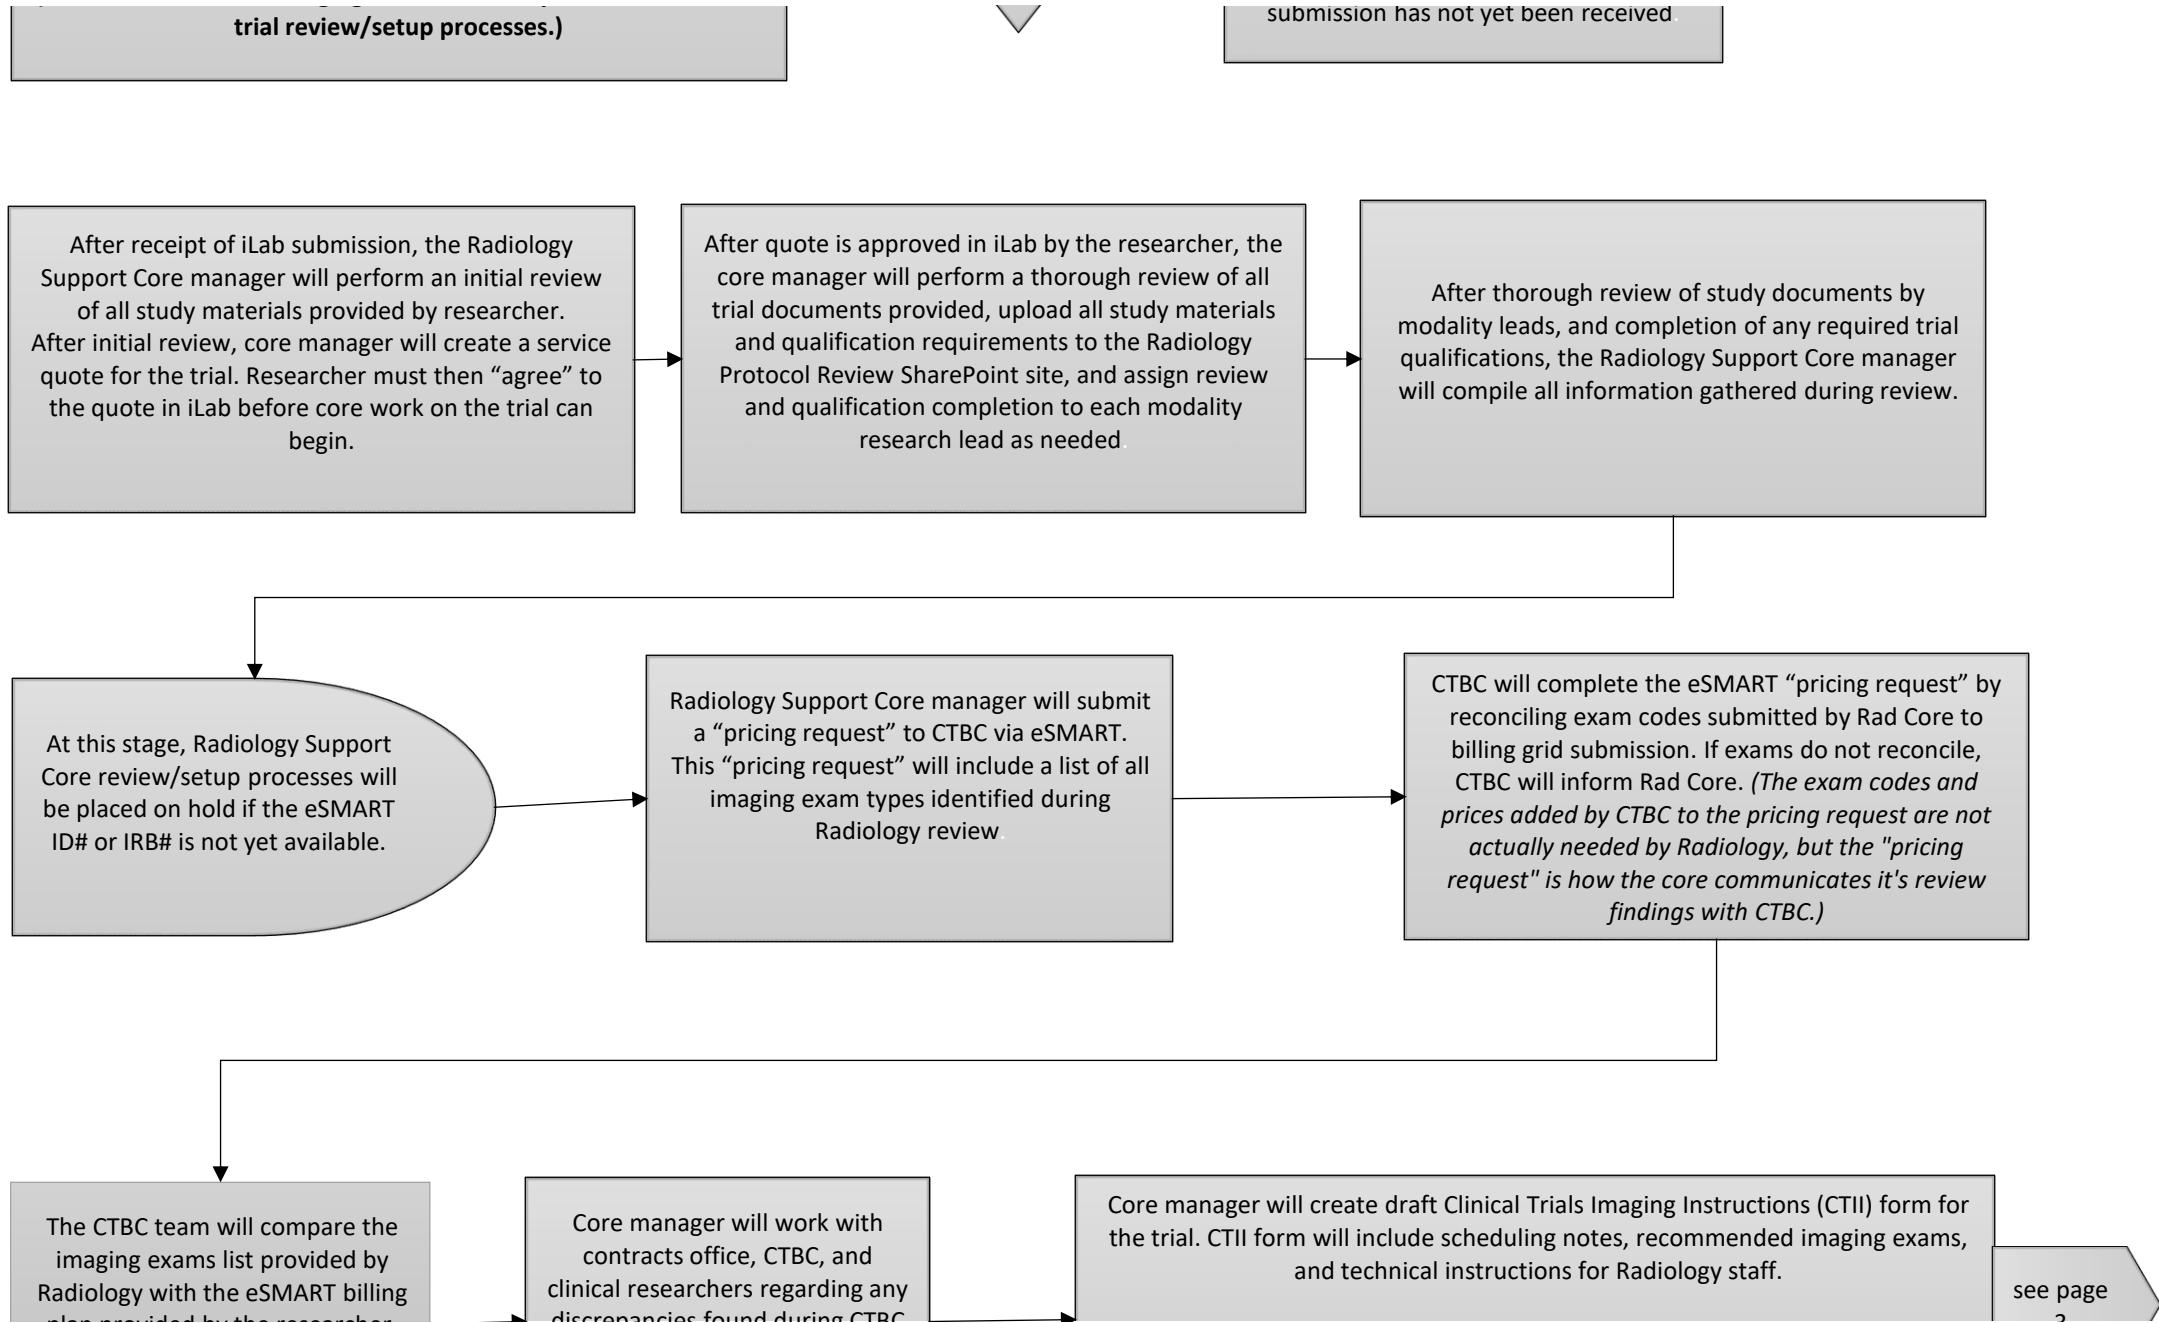 trial review/setup processes.)
submission has not yet been received.
After receipt of iLab submission, the Radiology
Support Core manager will perform an initial review
of all study materials provided by researcher.
After initial review, core manager will create a service
quote for the trial. Researcher must then “agree” to
the quote in iLab before core work on the trial can
begin.
After quote is approved in iLab by the researcher, the
core manager will perform a thorough review of all
trial documents provided, upload all study materials
and qualification requirements to the Radiology
Protocol Review SharePoint site, and assign review
and qualification completion to each modality
research lead as needed.
After thorough review of study documents by
modality leads, and completion of any required trial
qualifications, the Radiology Support Core manager
will compile all information gathered during review.
At this stage, Radiology Support
Core review/setup processes will
be placed on hold if the eSMART
ID# or IRB# is not yet available.
Radiology Support Core manager will submit
a “pricing request” to CTBC via eSMART.
This “pricing request” will include a list of all
imaging exam types identified during
Radiology review.
CTBC will complete the eSMART “pricing request” by
reconciling exam codes submitted by Rad Core to
billing grid submission. If exams do not reconcile,
CTBC will inform Rad Core. (The exam codes and
prices added by CTBC to the pricing request are not
actually needed by Radiology, but the "pricing
request" is how the core communicates it's review
findings with CTBC.)
The CTBC team will compare the
imaging exams list provided by
Radiology with the eSMART billing
plan provided by the researcher
Core manager will work with
contracts office, CTBC, and
clinical researchers regarding any
discrepancies found during CTBC
Core manager will create draft Clinical Trials Imaging Instructions (CTII) form for
the trial. CTII form will include scheduling notes, recommended imaging exams,
and technical instructions for Radiology staff.
see page